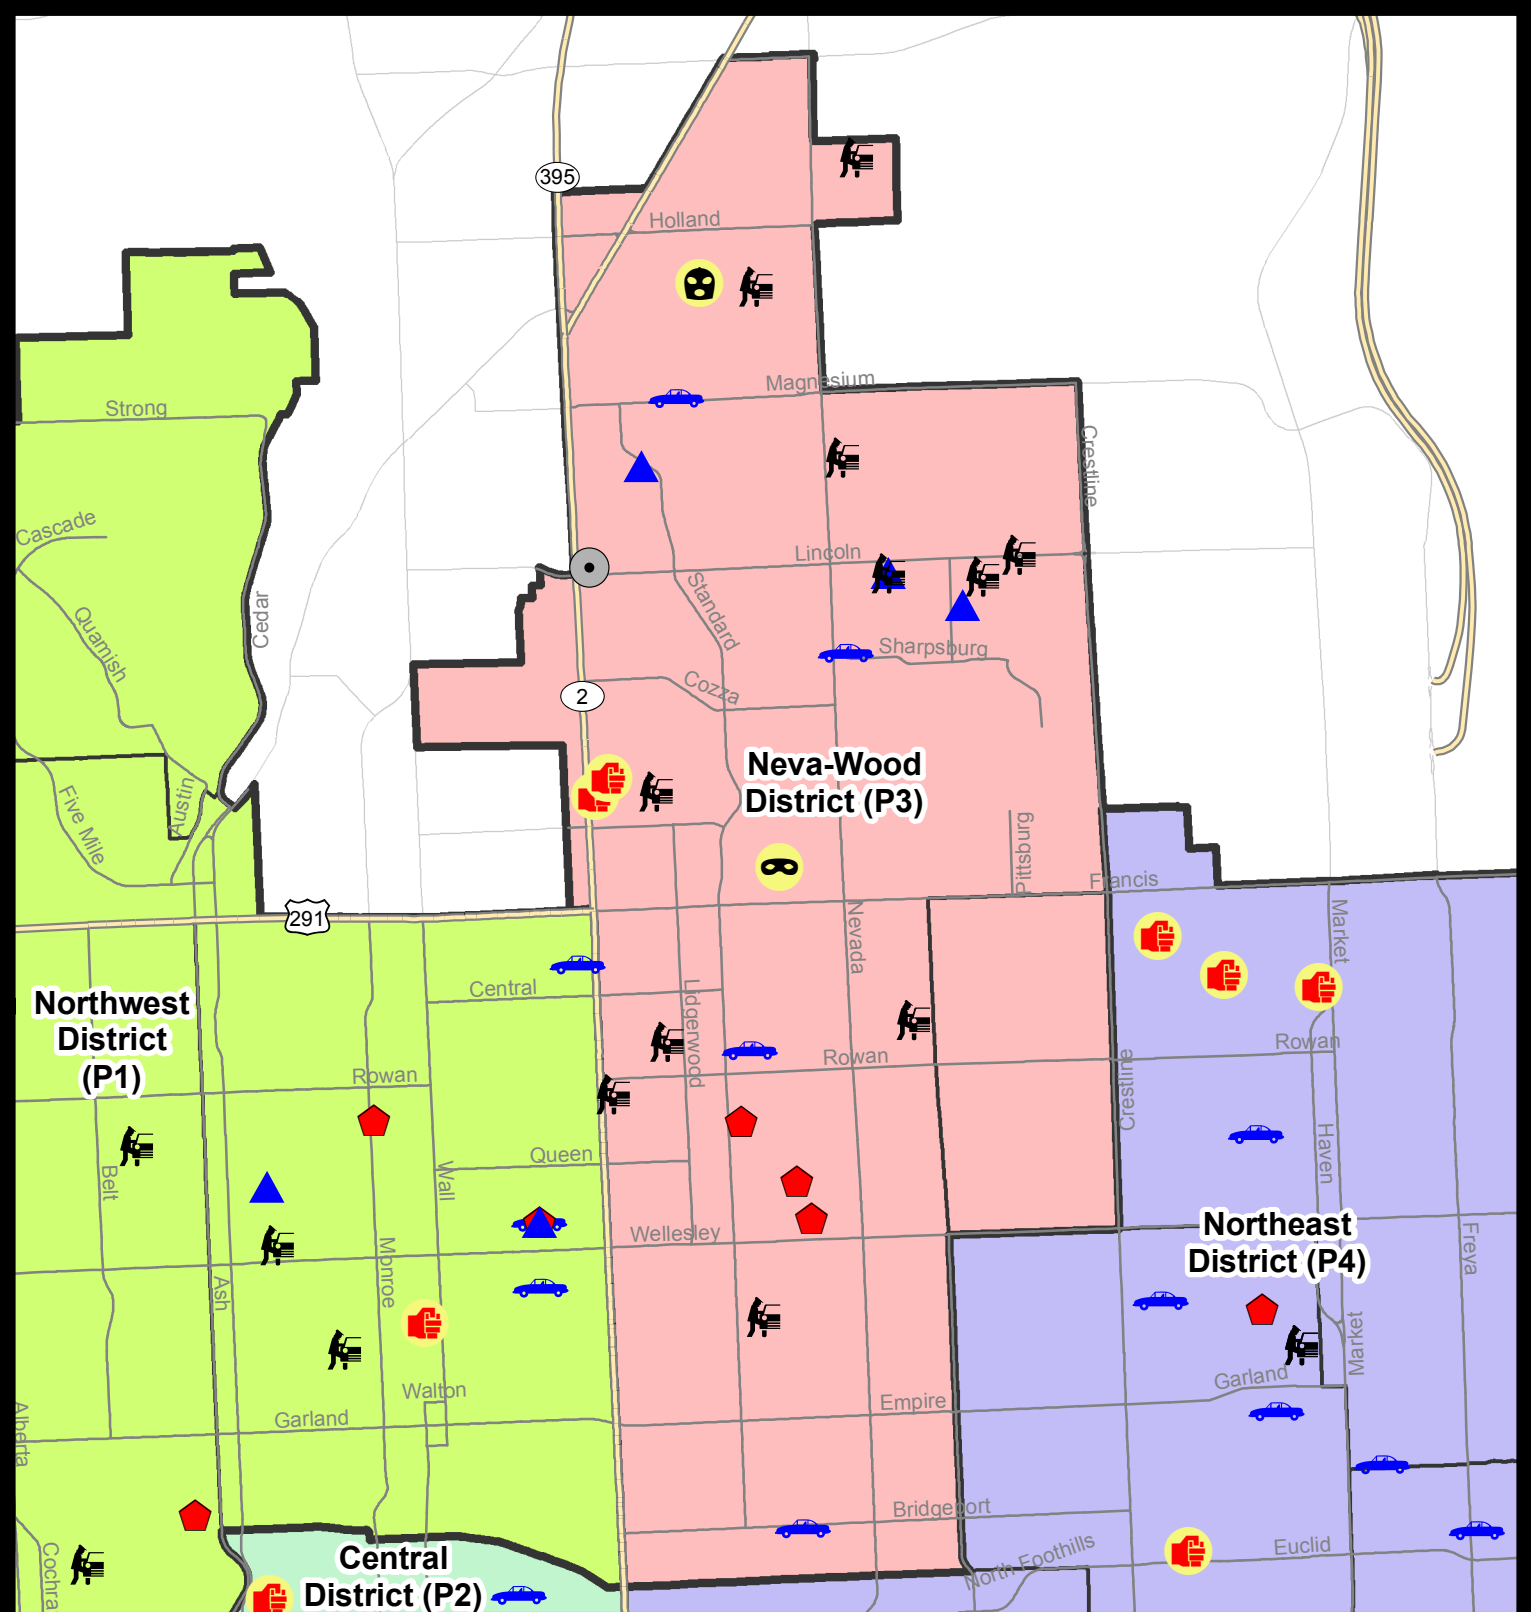 395
Holland
Magnesium
Strong
Crestline
Cascade
Lincoln
Cedar
Quamish
Standard
Sharpsburg
Cozza
2
Neva-Wood
District (P3)
Austin
Five Mile
Pittsburg
Francis
291
Nevada
Market
Central
Lidgerwood
Northwest
District
(P1)
Rowan
Rowan
Rowan
Crestline
Queen
Wall
Belt
Haven
Wellesley
Northeast
District (P4)
Freya
Monroe
Ash
Market
Garland
Walton
Empire
Garland
Alberta
Bridgeport
Euclid
North Foothills
Central
District (P2)
Cochra